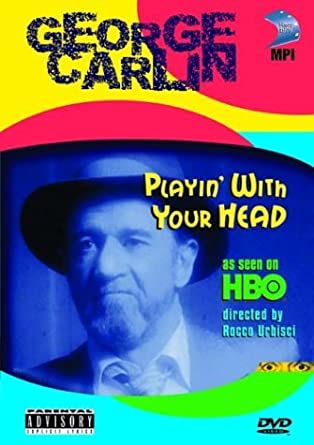 GEORGE
CARLIN
MPI
PLAYIN' WITH
YOUR HEAD
as seen on
HBO
directed by
Rocco Urbisci
PARENTAL
ADVISORY
EXPLICIT LYRICS
DVD
VIDEO